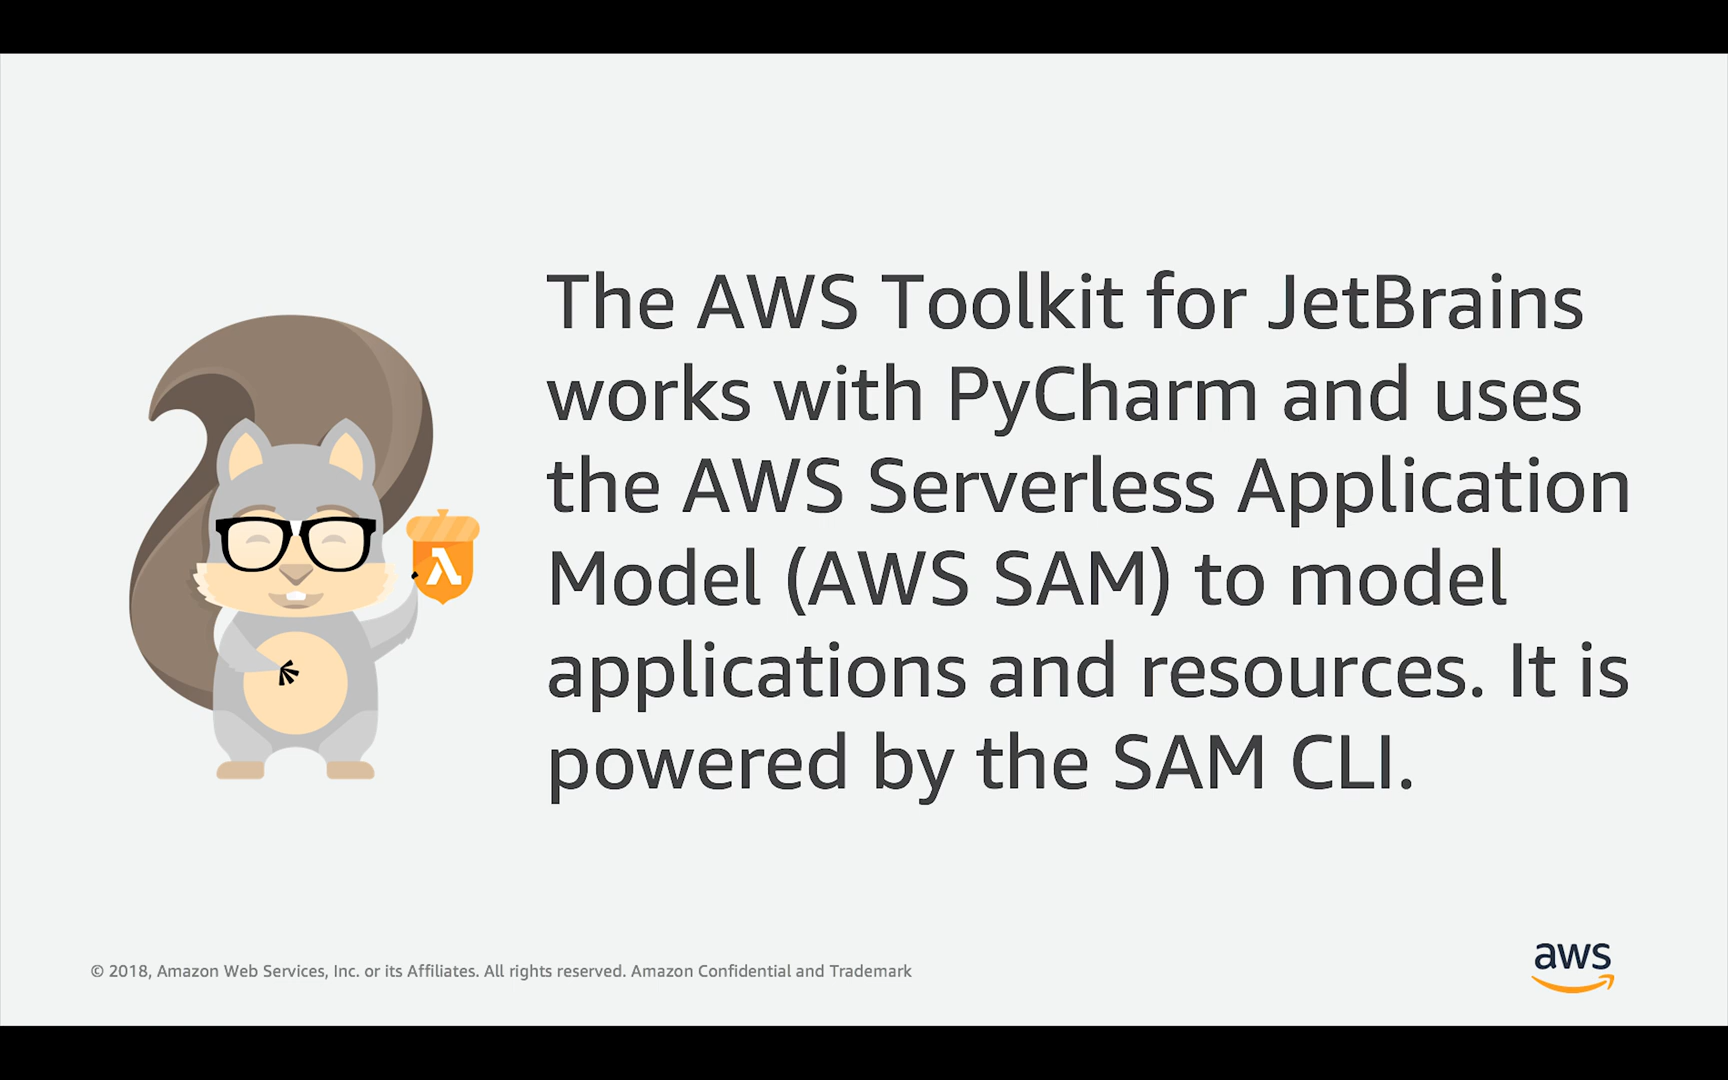 The AWS Toolkit for JetBrains
works with PyCharm and uses
the AWS Serverless Application
Model (AWS SAM) to model
applications and resources. It is
powered by the SAM CLI.
© 2018, Amazon Web Services, Inc. or its Affiliates. All rights reserved. Amazon Confidential and Trademark
aws